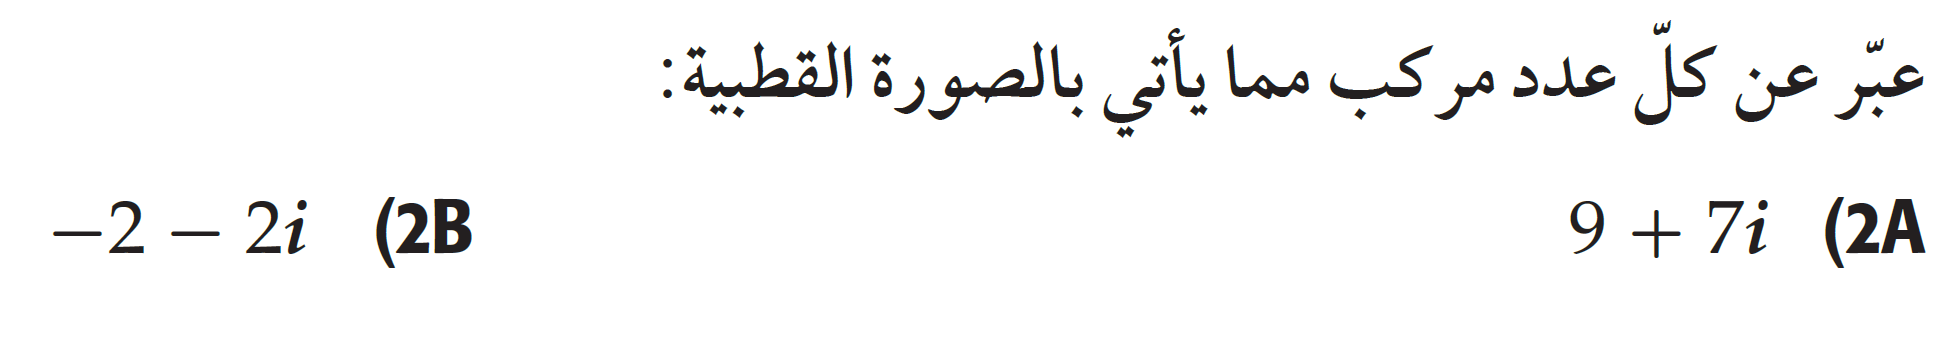 عبّر عن كلّ عدد مركب مما يأتي بالصورة القطبية:
(2A 9 + 7i (2B −2 − 2i